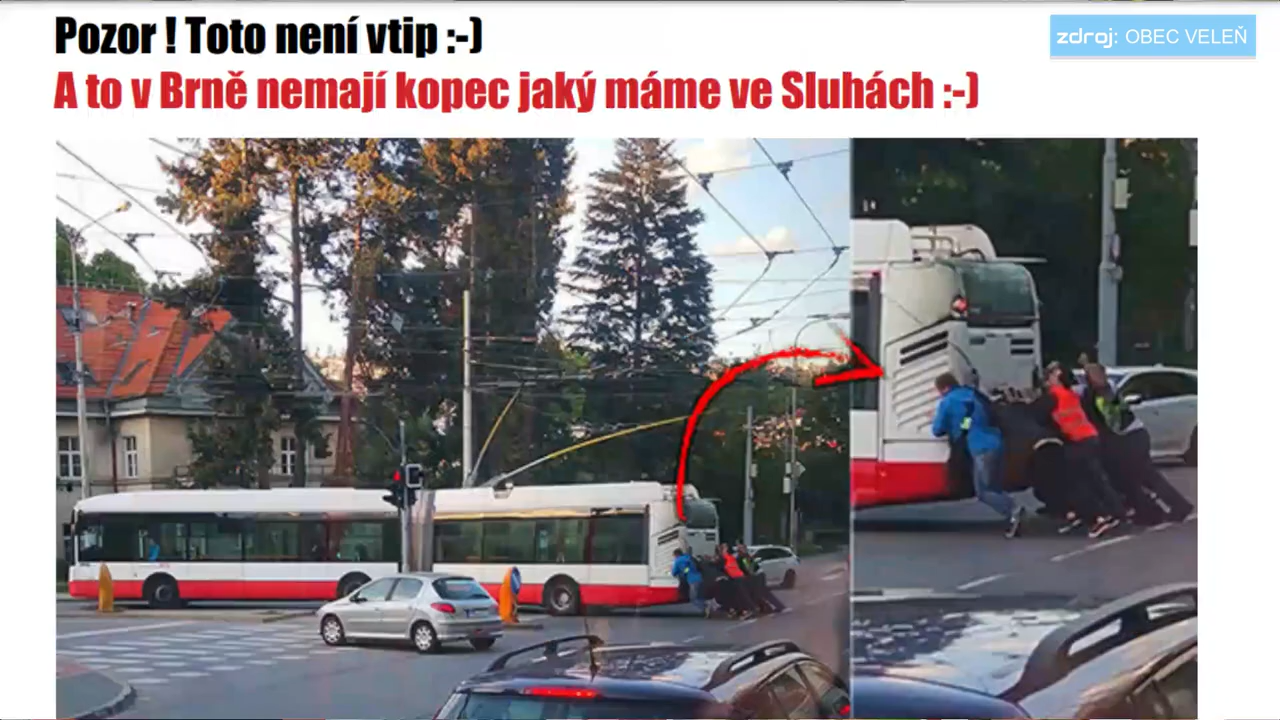 Pozor ! Toto není vtip :-)
zdroj: OBEC VELEŇ
A to v Brně nemají kopec jaký máme ve Sluhách :-)